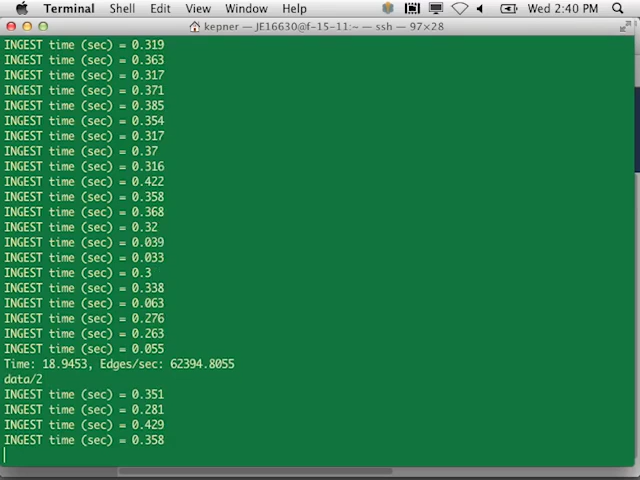 Terminal Shell Edit View Window Help Wed 2:40 PM
kepner — JE16630@f-15-11:~ — ssh — 97×28
INGEST time (sec) = 0.319
INGEST time (sec) = 0.363
INGEST time (sec) = 0.317
INGEST time (sec) = 0.371
INGEST time (sec) = 0.385
INGEST time (sec) = 0.354
INGEST time (sec) = 0.317
INGEST time (sec) = 0.37
INGEST time (sec) = 0.316
INGEST time (sec) = 0.422
INGEST time (sec) = 0.358
INGEST time (sec) = 0.368
INGEST time (sec) = 0.32
INGEST time (sec) = 0.039
INGEST time (sec) = 0.033
INGEST time (sec) = 0.3
INGEST time (sec) = 0.338
INGEST time (sec) = 0.063
INGEST time (sec) = 0.276
INGEST time (sec) = 0.263
INGEST time (sec) = 0.055
Time: 18.9453, Edges/sec: 62394.8055
data/2
INGEST time (sec) = 0.351
INGEST time (sec) = 0.281
INGEST time (sec) = 0.429
INGEST time (sec) = 0.358